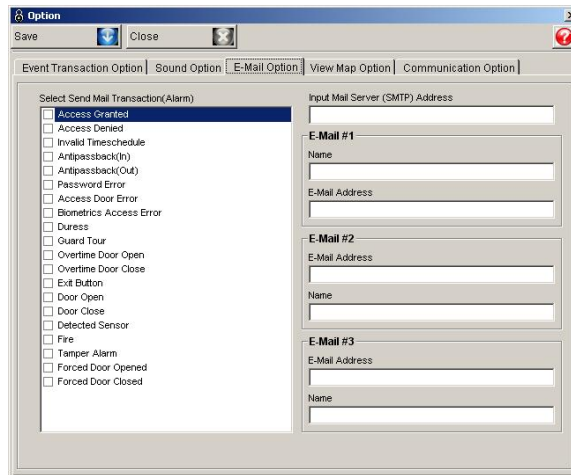 Option
Save Close
Event Transaction Option Sound Option E-Mail Option View Map Option Communication Option
Select Send Mail Transaction(Alarm)
Access Granted
Access Denied
Invalid Timeschedule
Antipassback(In)
Antipassback(Out)
Password Error
Access Door Error
Biometrics Access Error
Duress
Guard Tour
Overtime Door Open
Overtime Door Close
Exit Button
Door Open
Door Close
Detected Sensor
Fire
Tamper Alarm
Forced Door Opened
Forced Door Closed
Input Mail Server (SMTP) Address
E-Mail #1
Name
E-Mail Address
E-Mail #2
E-Mail Address
Name
E-Mail #3
E-Mail Address
Name